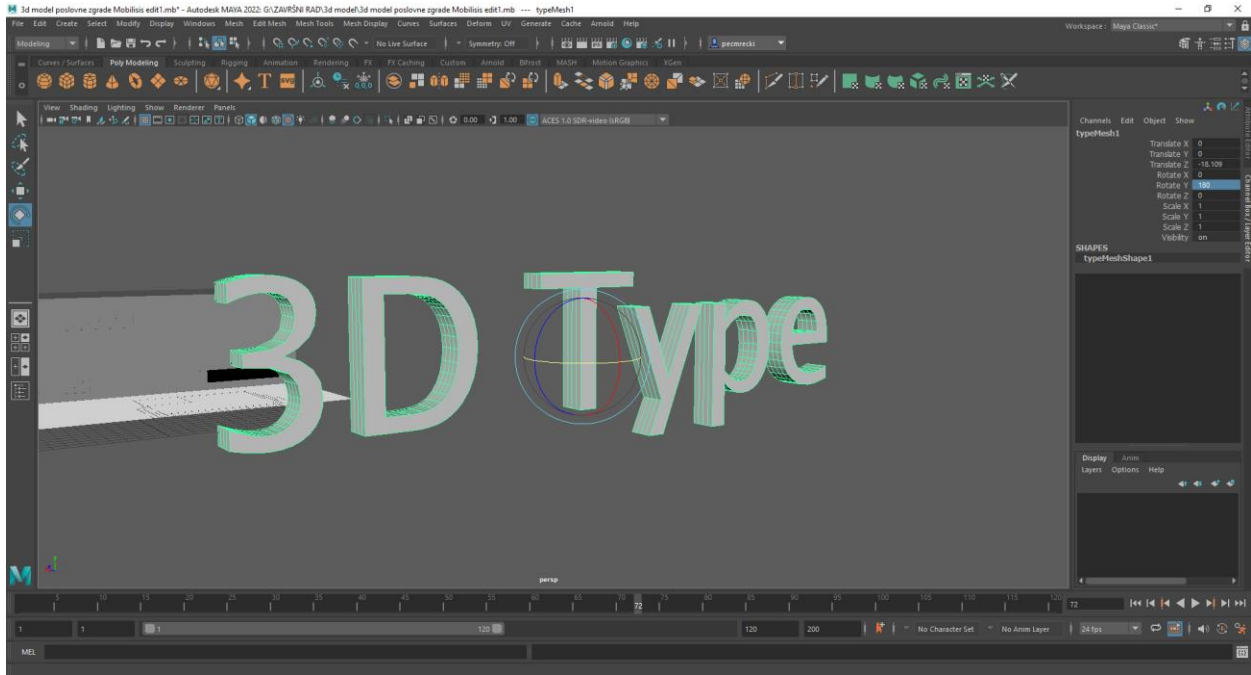 3d model poslovne zgrade Mobilisis edit1.mb* - Autodesk MAYA 2022: G:\ZAVRŠNI RAD\3d model\3d model poslovne zgrade Mobilisis edit1.mb --- typeMesh1
File Edit Create Select Modify Display Windows Mesh Edit Mesh Mesh Tools Mesh Display Curves Surfaces Deform UV Generate Cache Arnold Help
Workspace: Maya Classic*
Modeling No Live Surface Symmetry: Off pecmrecki
Curves / Surfaces Poly Modeling Sculpting Rigging Animation Rendering FX FX Caching Custom Arnold Bifrost MASH Motion Graphics XGen
SVG
View Shading Lighting Show Renderer Panels
0.00 1.00 ACES 1.0 SDR-video (sRGB)
Channels Edit Object Show
typeMesh1
Translate X 0
Translate Y 0
Translate Z -18.109
Rotate X 0
Rotate Y 180
Rotate Z 0
Scale X 1
Scale Y 1
Scale Z 1
Visibility on
SHAPES
typeMeshShape1
Attribute Editor
Channel Box / Layer Editor
3D Type
persp
Display Anim
Layers Options Help
5 10 15 20 25 30 35 40 45 50 55 60 65 70 72 75 80 85 90 95 100 105 110 115 120 72
1 1 1 120 120 200 No Character Set No Anim Layer 24 fps
MEL